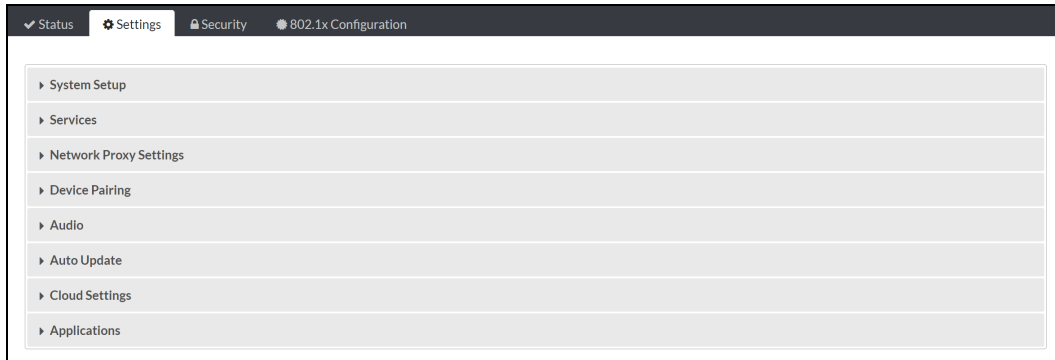 Status Settings Security 802.1x Configuration
System Setup
Services
Network Proxy Settings
Device Pairing
Audio
Auto Update
Cloud Settings
Applications